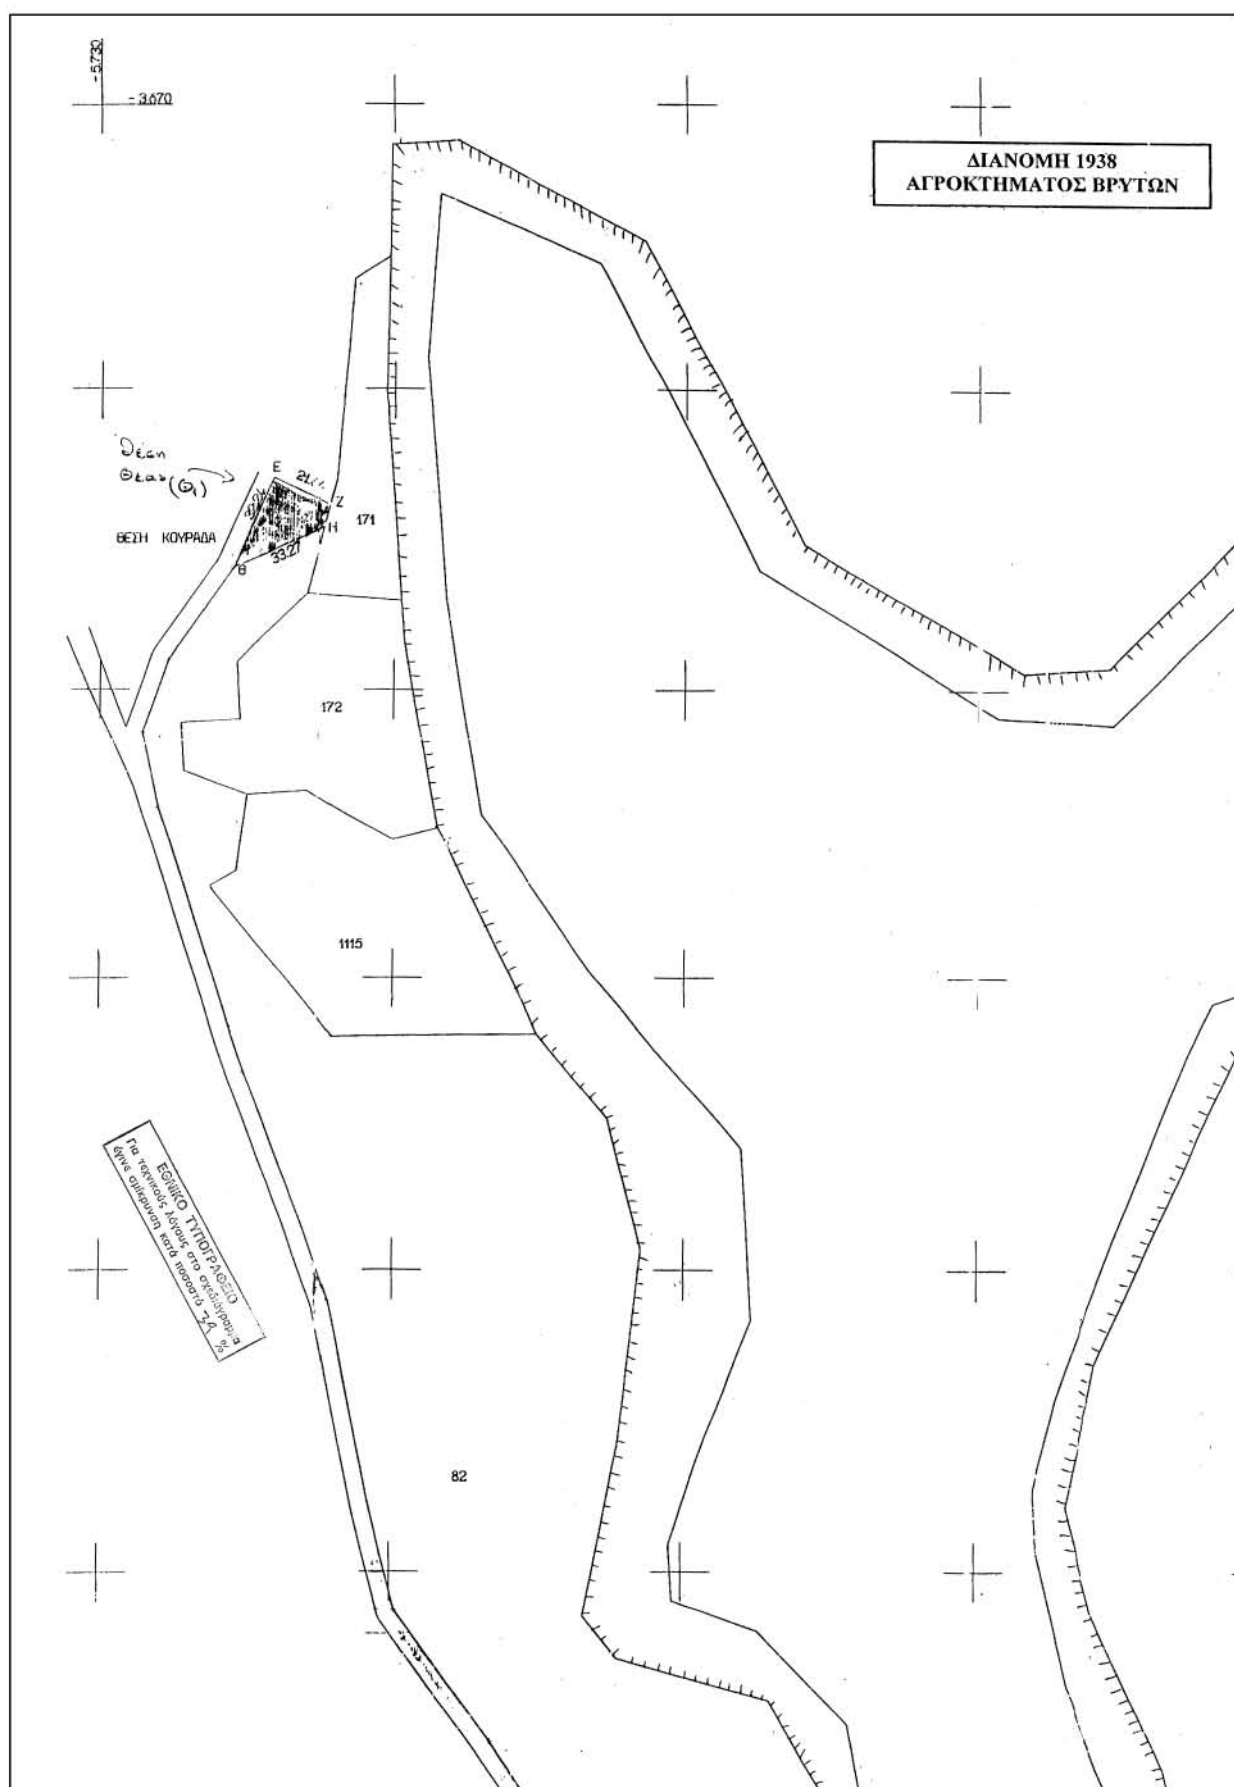 - 5.730
- 3.670
ΔΙΑΝΟΜΗ 1938
ΑΓΡΟΚΤΗΜΑΤΟΣ ΒΡΥΤΩΝ
Θέση
Θέας (Θ₁)
Ε
Ζ
Η
171
ΘΕΣΗ ΚΟΥΡΑΔΑ
33.27
Θ
172
1115
ΕΘΝΙΚΟ ΤΥΠΟΓΡΑΦΕΙΟ
Για τεχνικούς λόγους στο σχεδιάγραμμα
έγινε σμίκρυνση κατά ποσοστό 39 %
82